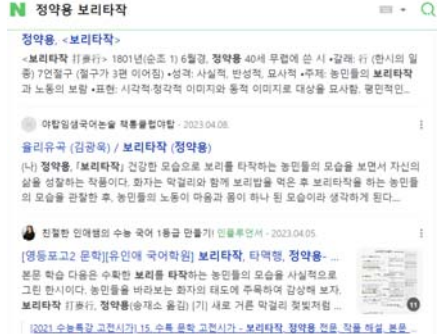 N 정약용 보리타작
정약용, <보리타작>
<보리타작 打麥行> 1801년(순조 1) 6월경, 정약용 40세 무렵에 쓴 시 •갈래: 行 (한시의 일
종) 7언절구 (절구가 3편 이어짐) •성격: 사실적, 반성적, 묘사적 •주제: 농민들의 보리타작
과 노동의 보람 •표현: 시각적·청각적 이미지와 동적 이미지로 대상을 묘사함. 평민적인...
야탑임생국어논술 책통클럽야탑 · 2023.04.08.
율리유곡 (김광욱) / 보리타작 (정약용)
(나) 정약용, 「보리타작」 건강한 모습으로 보리를 타작하는 농민들의 모습을 보면서 자신의
삶을 성찰하는 작품이다. 화자는 막걸리와 함께 보리밥을 먹은 후 보리타작을 하는 농민들
의 모습을 관찰한 후, 농민들의 노동이 마음과 몸이 하나 된 모습이라 생각하게 된다...
친절한 인애쌤의 수능 국어 1등급 만들기! 인플루언서 · 2023.04.05.
[영등포고2 문학][유인애 국어학원] 보리타작, 타맥행, 정약용- ...
본문 학습 다음은 수확한 보리를 타작하는 농민들의 모습을 사실적으로
그린 한시이다. 농민들을 바라보는 화자의 태도에 주목하여 감상해 보자.
보리타작 打麥行, 정약용(송재소 옮김) [기] 새로 거른 막걸리 젖빛처럼 ...
11
[2021 수능특강 고전시가] 15. 수특 문학 고전시가 - 보리타작, 정약용 전문, 작품 해설, 본문 ...